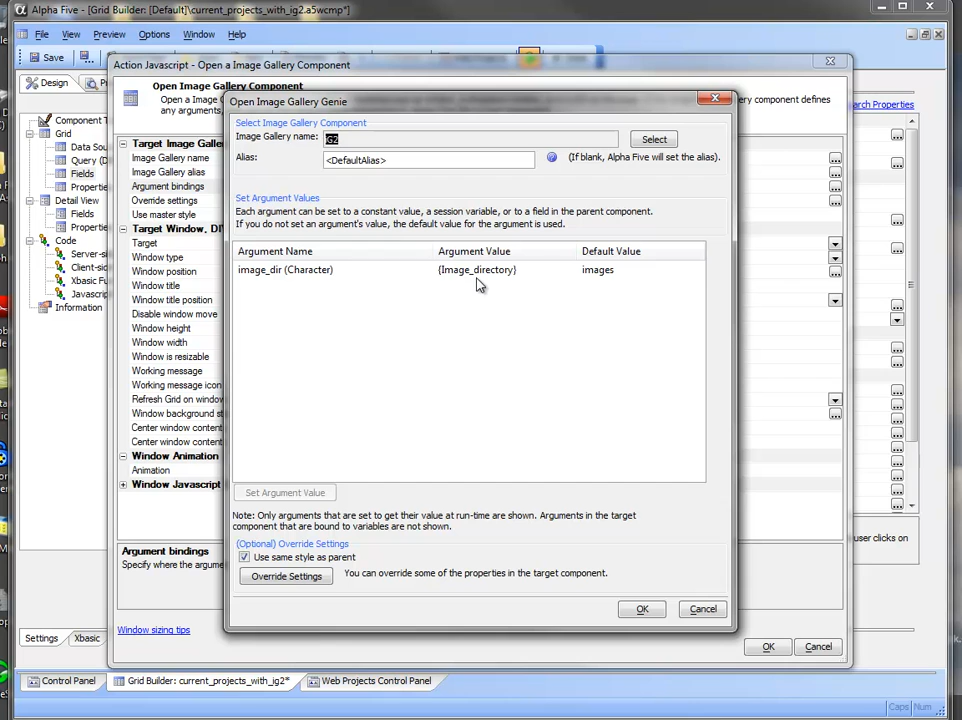 Alpha Five - [Grid Builder: [Default]\current_projects_with_ig2.a5wcmp*]
File View Preview Options Window Help
Save
Action Javascript - Open a Image Gallery Component
Design
Open Image Gallery Component
Open a Image
component defines
any arguments,
Search Properties
Open Image Gallery Genie
Select Image Gallery Component
Image Gallery name: IG2 Select
Alias: <DefaultAlias> (If blank, Alpha Five will set the alias).
Set Argument Values
Each argument can be set to a constant value, a session variable, or to a field in the parent component.
If you do not set an argument's value, the default value for the argument is used.
Argument Name Argument Value Default Value
image_dir (Character) {Image_directory} images
Set Argument Value
Note: Only arguments that are set to get their value at run-time are shown. Arguments in the target
component that are bound to variables are not shown.
(Optional) Override Settings
Use same style as parent
Override Settings You can override some of the properties in the target component.
OK Cancel
Component T
Grid
Data Sou
Query (D
Fields
Properti
Detail View
Fields
Properti
Code
Server-si
Client-sid
Xbasic Fu
Javascrip
Information
Target Image Galle
Image Gallery name
Image Gallery alias
Argument bindings
Override settings
Use master style
Target Window, DI
Target
Window type
Window position
Window title
Window title position
Disable window move
Window height
Window width
Window is resizable
Working message
Working message icon
Refresh Grid on window
Window background s
Center window content
Center window content
Window Animation
Animation
Window Javascript
Argument bindings
Specify where the argume
user clicks on
Window sizing tips
OK Cancel
Settings Xbasic
Control Panel Grid Builder: current_projects_with_ig2* Web Projects Control Panel
Caps Num